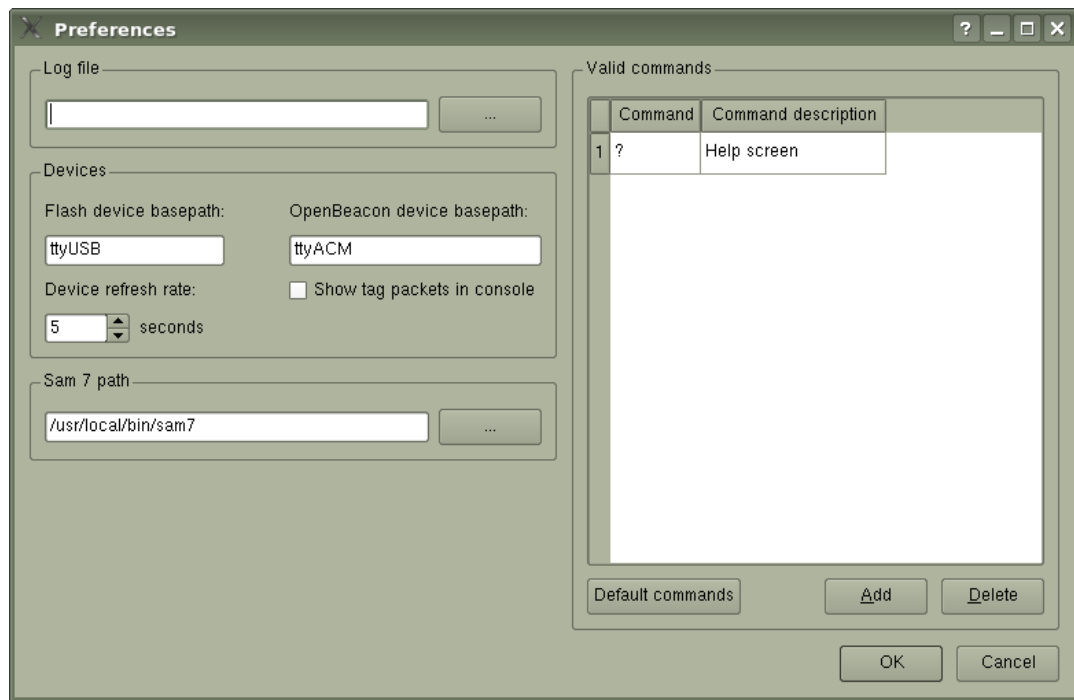 Preferences
Log file
...
Devices
Flash device basepath:
OpenBeacon device basepath:
ttyUSB
ttyACM
Device refresh rate:
Show tag packets in console
5 seconds
Sam 7 path
/usr/local/bin/sam7
...
Valid commands
Command Command description
1 ? Help screen
Default commands
Add
Delete
OK
Cancel